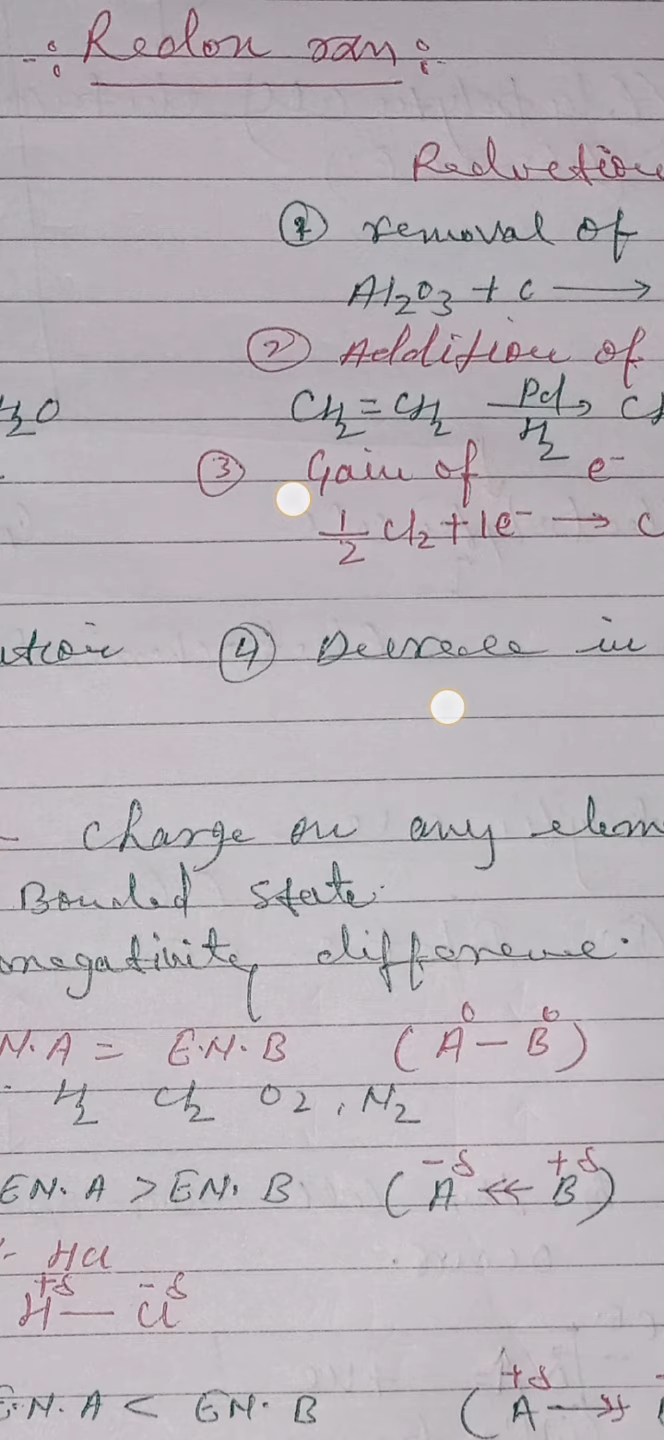 -: Redox rxn :-
Reduction
① removal of
Al₂O₃ + C ⟶
② Addition of
H₂O CH₂ = CH₂ Pd/H₂ → CH
③ Gain of e⁻
1/2 Cl₂ + 1e⁻ → C
④ Decrease in
- Charge on any elem
Bonded state.
negativity difference.
N. A = E.N. B (A⁰ - B⁰)
H₂ Cl₂ O₂, N₂
EN. A > EN. B (A^-δ << B^+δ)
:- HCl
H^+δ — Cl^-δ
E.N. A < EN. B (A^+δ →>